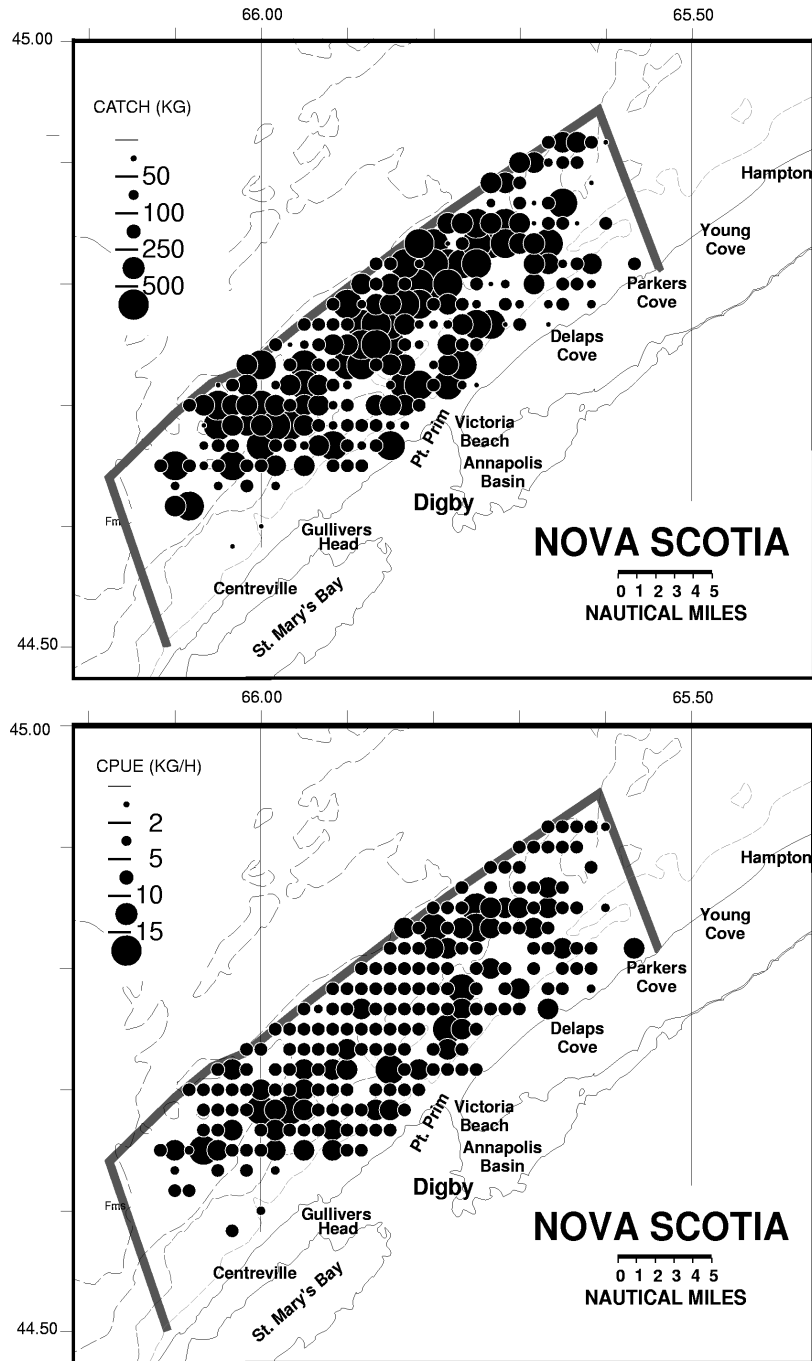 66.00 65.50
45.00
CATCH (KG)
50
100
250
500
Hampton
Young
Cove
Parkers
Cove
Delaps
Cove
Pt. Prim
Victoria
Beach
Annapolis
Basin
Digby
Fm
Gullivers
Head
NOVA SCOTIA
Centreville
St. Mary's Bay
0 1 2 3 4 5
NAUTICAL MILES
44.50
66.00 65.50
45.00
CPUE (KG/H)
2
5
10
15
Hampton
Young
Cove
Parkers
Cove
Delaps
Cove
Pt. Prim
Victoria
Beach
Annapolis
Basin
Digby
Fms
Gullivers
Head
NOVA SCOTIA
Centreville
St. Mary's Bay
0 1 2 3 4 5
NAUTICAL MILES
44.50